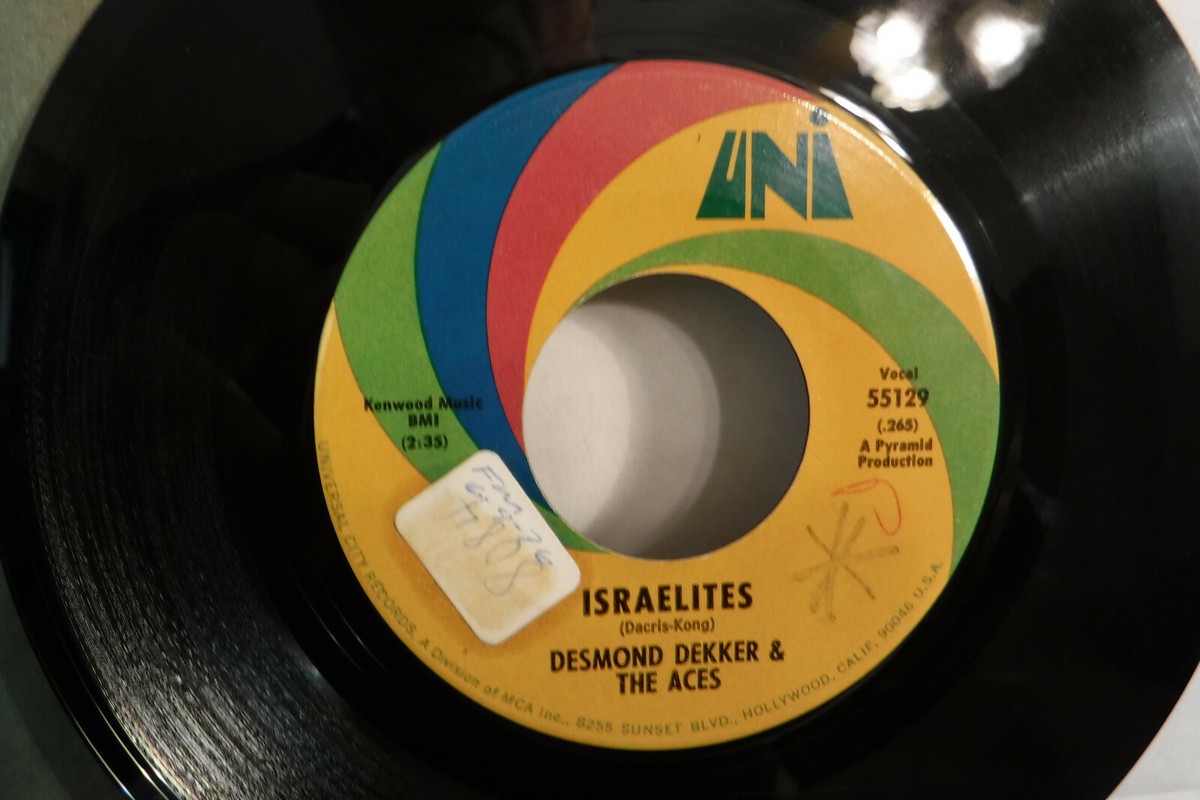 UNi
Kenwood Music
BMI
(2:35)
Vocal
55129
(.265)
A Pyramid
Production
#808
ISRAELITES
(Dacris-Kong)
DESMOND DEKKER &
THE ACES
UNIVERSAL CITY RECORDS, A Division of MCA Inc., 8255 SUNSET BLVD., HOLLYWOOD, CALIF. 90046 U.S.A.